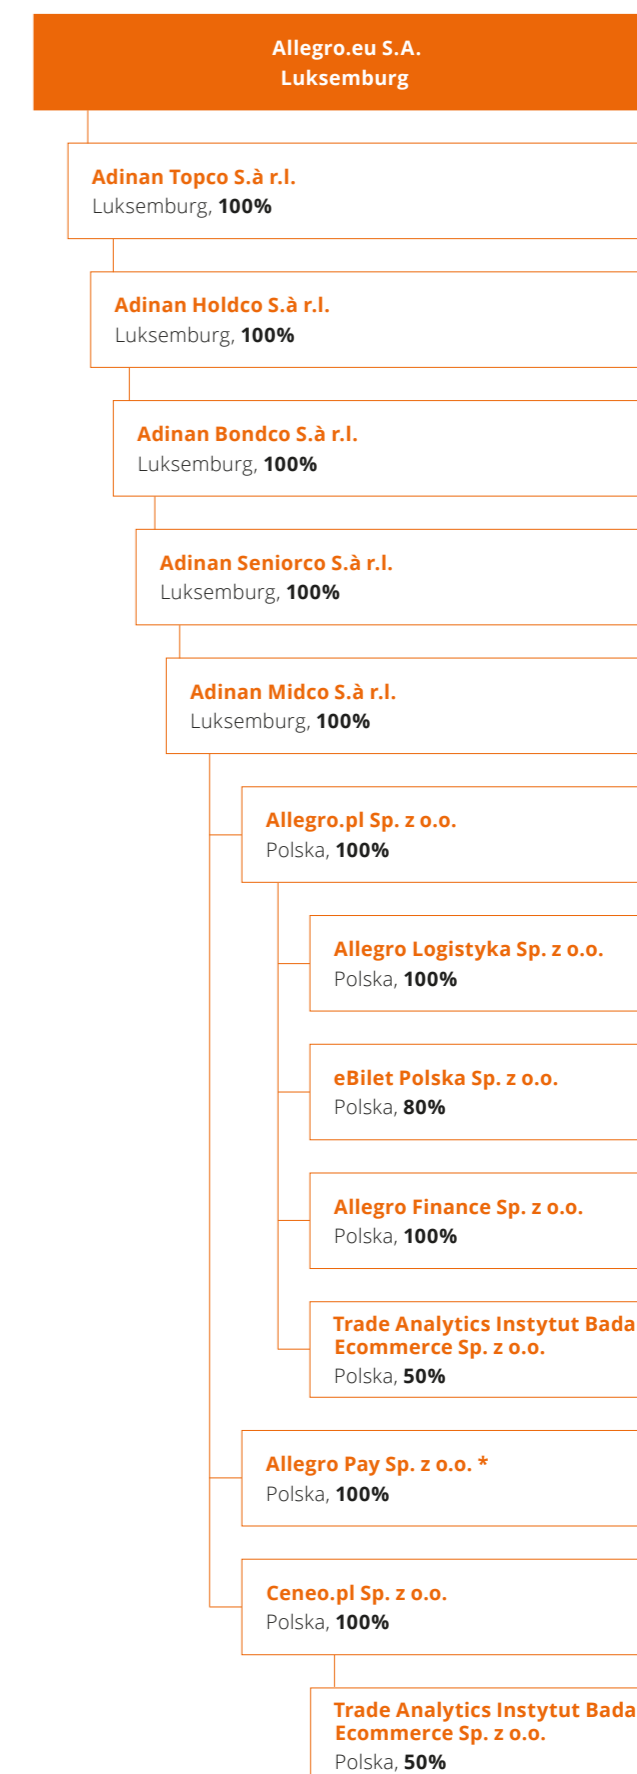 Allegro.eu S.A.
Luksemburg
Adinan Topco S.à r.l.
Luksemburg, 100%
Adinan Holdco S.à r.l.
Luksemburg, 100%
Adinan Bondco S.à r.l.
Luksemburg, 100%
Adinan Seniorco S.à r.l.
Luksemburg, 100%
Adinan Midco S.à r.l.
Luksemburg, 100%
Allegro.pl Sp. z o.o.
Polska, 100%
Allegro Logistyka Sp. z o.o.
Polska, 100%
eBilet Polska Sp. z o.o.
Polska, 80%
Allegro Finance Sp. z o.o.
Polska, 100%
Trade Analytics Instytut Bada
Ecommerce Sp. z o.o.
Polska, 50%
Allegro Pay Sp. z o.o. *
Polska, 100%
Ceneo.pl Sp. z o.o.
Polska, 100%
Trade Analytics Instytut Bada
Ecommerce Sp. z o.o.
Polska, 50%